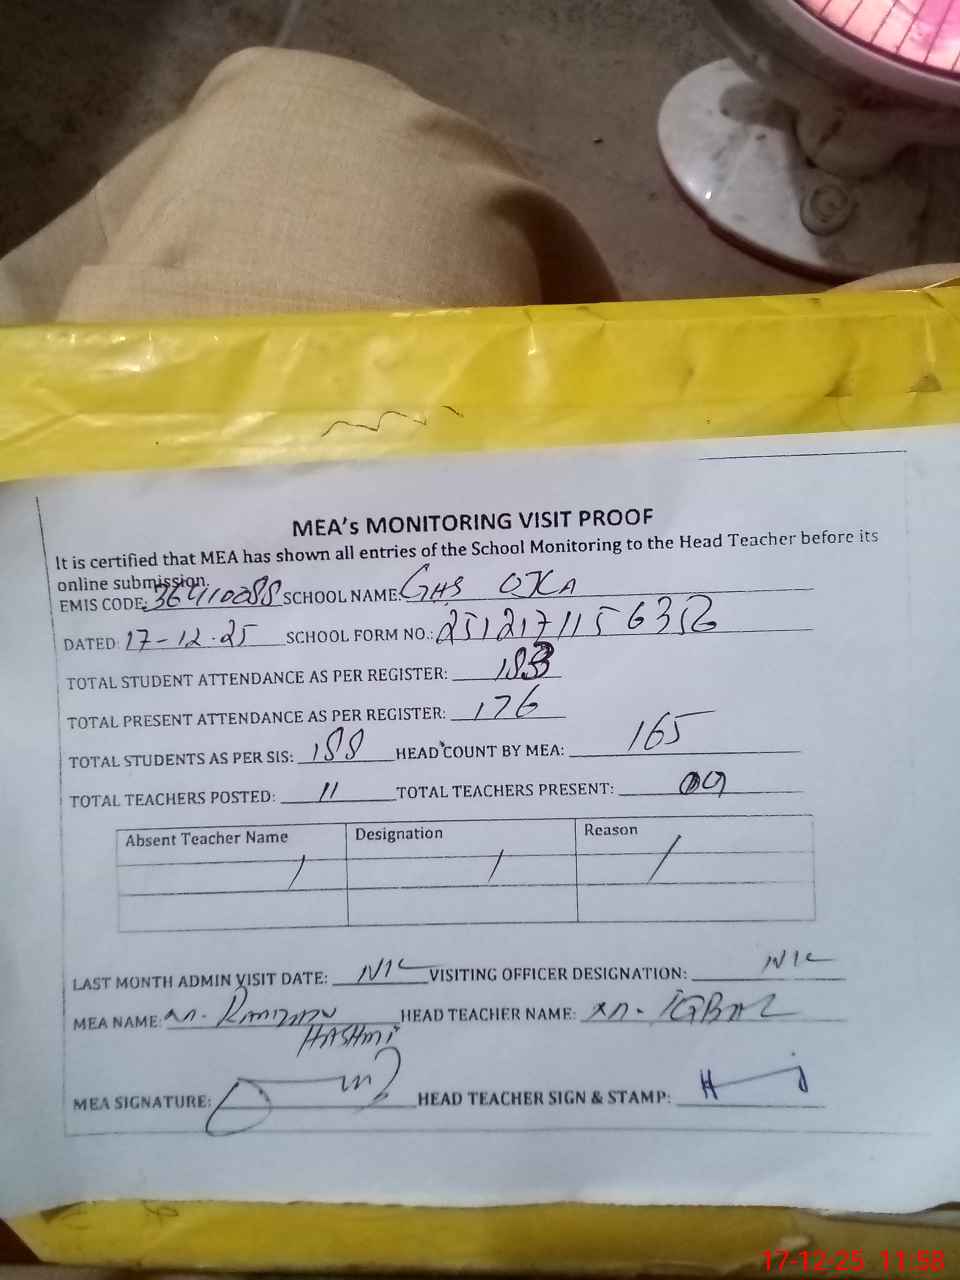 MEA's MONITORING VISIT PROOF
It is certified that MEA has shown all entries of the School Monitoring to the Head Teacher before its
online submission.
EMIS CODE: 36410088 SCHOOL NAME: GHS OJLA
DATED: 17-12-25 SCHOOL FORM NO.:
TOTAL STUDENT ATTENDANCE AS PER REGISTER:
TOTAL PRESENT ATTENDANCE AS PER REGISTER: 176
TOTAL STUDENTS AS PER SIS: 188 HEAD COUNT BY MEA: 165
TOTAL TEACHERS POSTED: 11 TOTAL TEACHERS PRESENT: 09
Absent Teacher Name Designation Reason
/ / /
LAST MONTH ADMIN VISIT DATE: NIL VISITING OFFICER DESIGNATION: NIL
MEA NAME: M. HEAD TEACHER NAME: M. IQBAL
HASHMI
MEA SIGNATURE: HEAD TEACHER SIGN & STAMP:
17-12-25 11:58